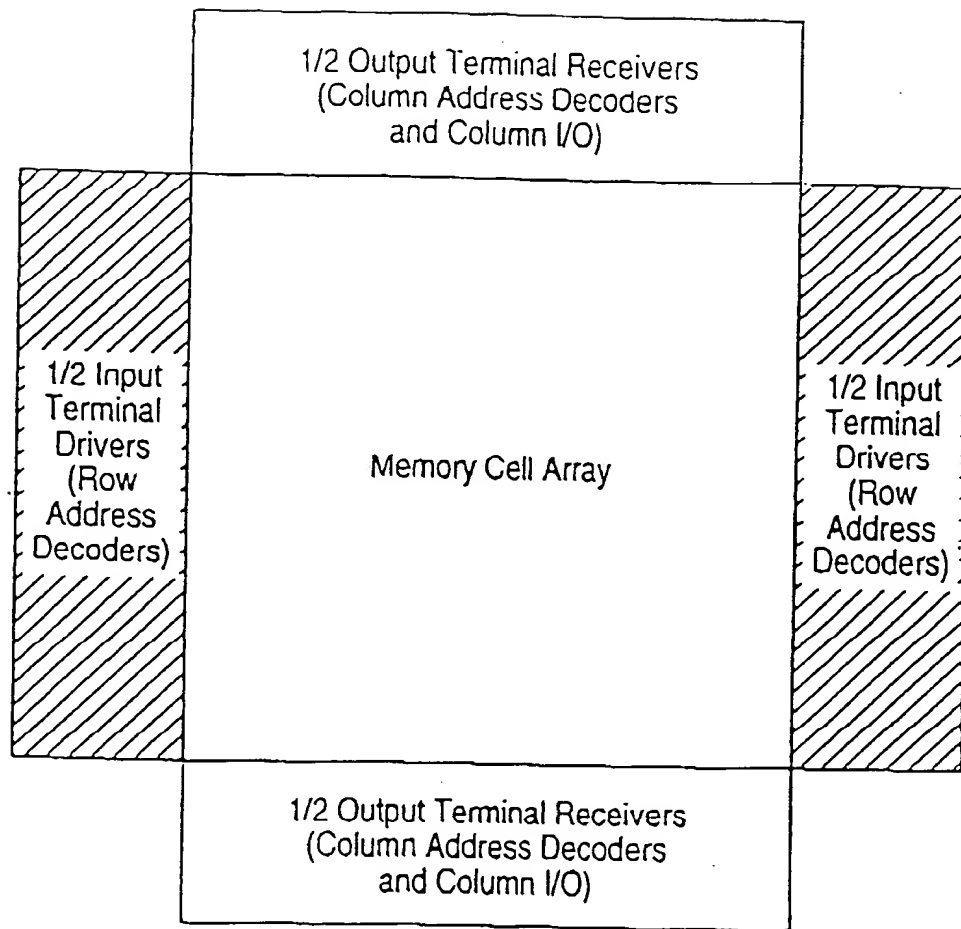 1/2 Output Terminal Receivers
(Column Address Decoders
and Column I/O)
1/2 Input
Terminal
Drivers
(Row
Address
Decoders)
Memory Cell Array
1/2 Input
Terminal
Drivers
(Row
Address
Decoders)
1/2 Output Terminal Receivers
(Column Address Decoders
and Column I/O)